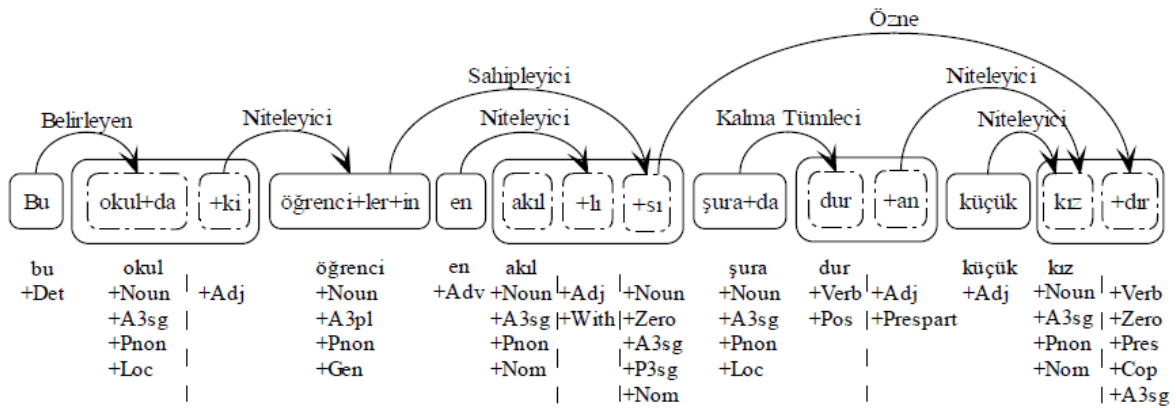 Özne
Sahipleyici Niteleyici
Belirleyen Niteleyici Niteleyici Kalma Tümleci Niteleyici
Bu okul+da +ki öğrenci+ler+in en akıl +lı +sı şura+da dur +an küçük kız +dır
bu okul öğrenci en akıl şura dur küçük kız
+Det +Noun +Adj +Noun +Adv +Noun +Adj +Noun +Noun +Verb +Adj +Adj +Noun +Verb
+A3sg +A3pl +A3sg +With +Zero +A3sg +Pos +Prespart +A3sg +Zero
+Pnon +Pnon +Pnon +A3sg +Pnon +Pnon +Pres
+Loc +Gen +Nom +P3sg +Loc +Nom +Cop
+Nom +A3sg